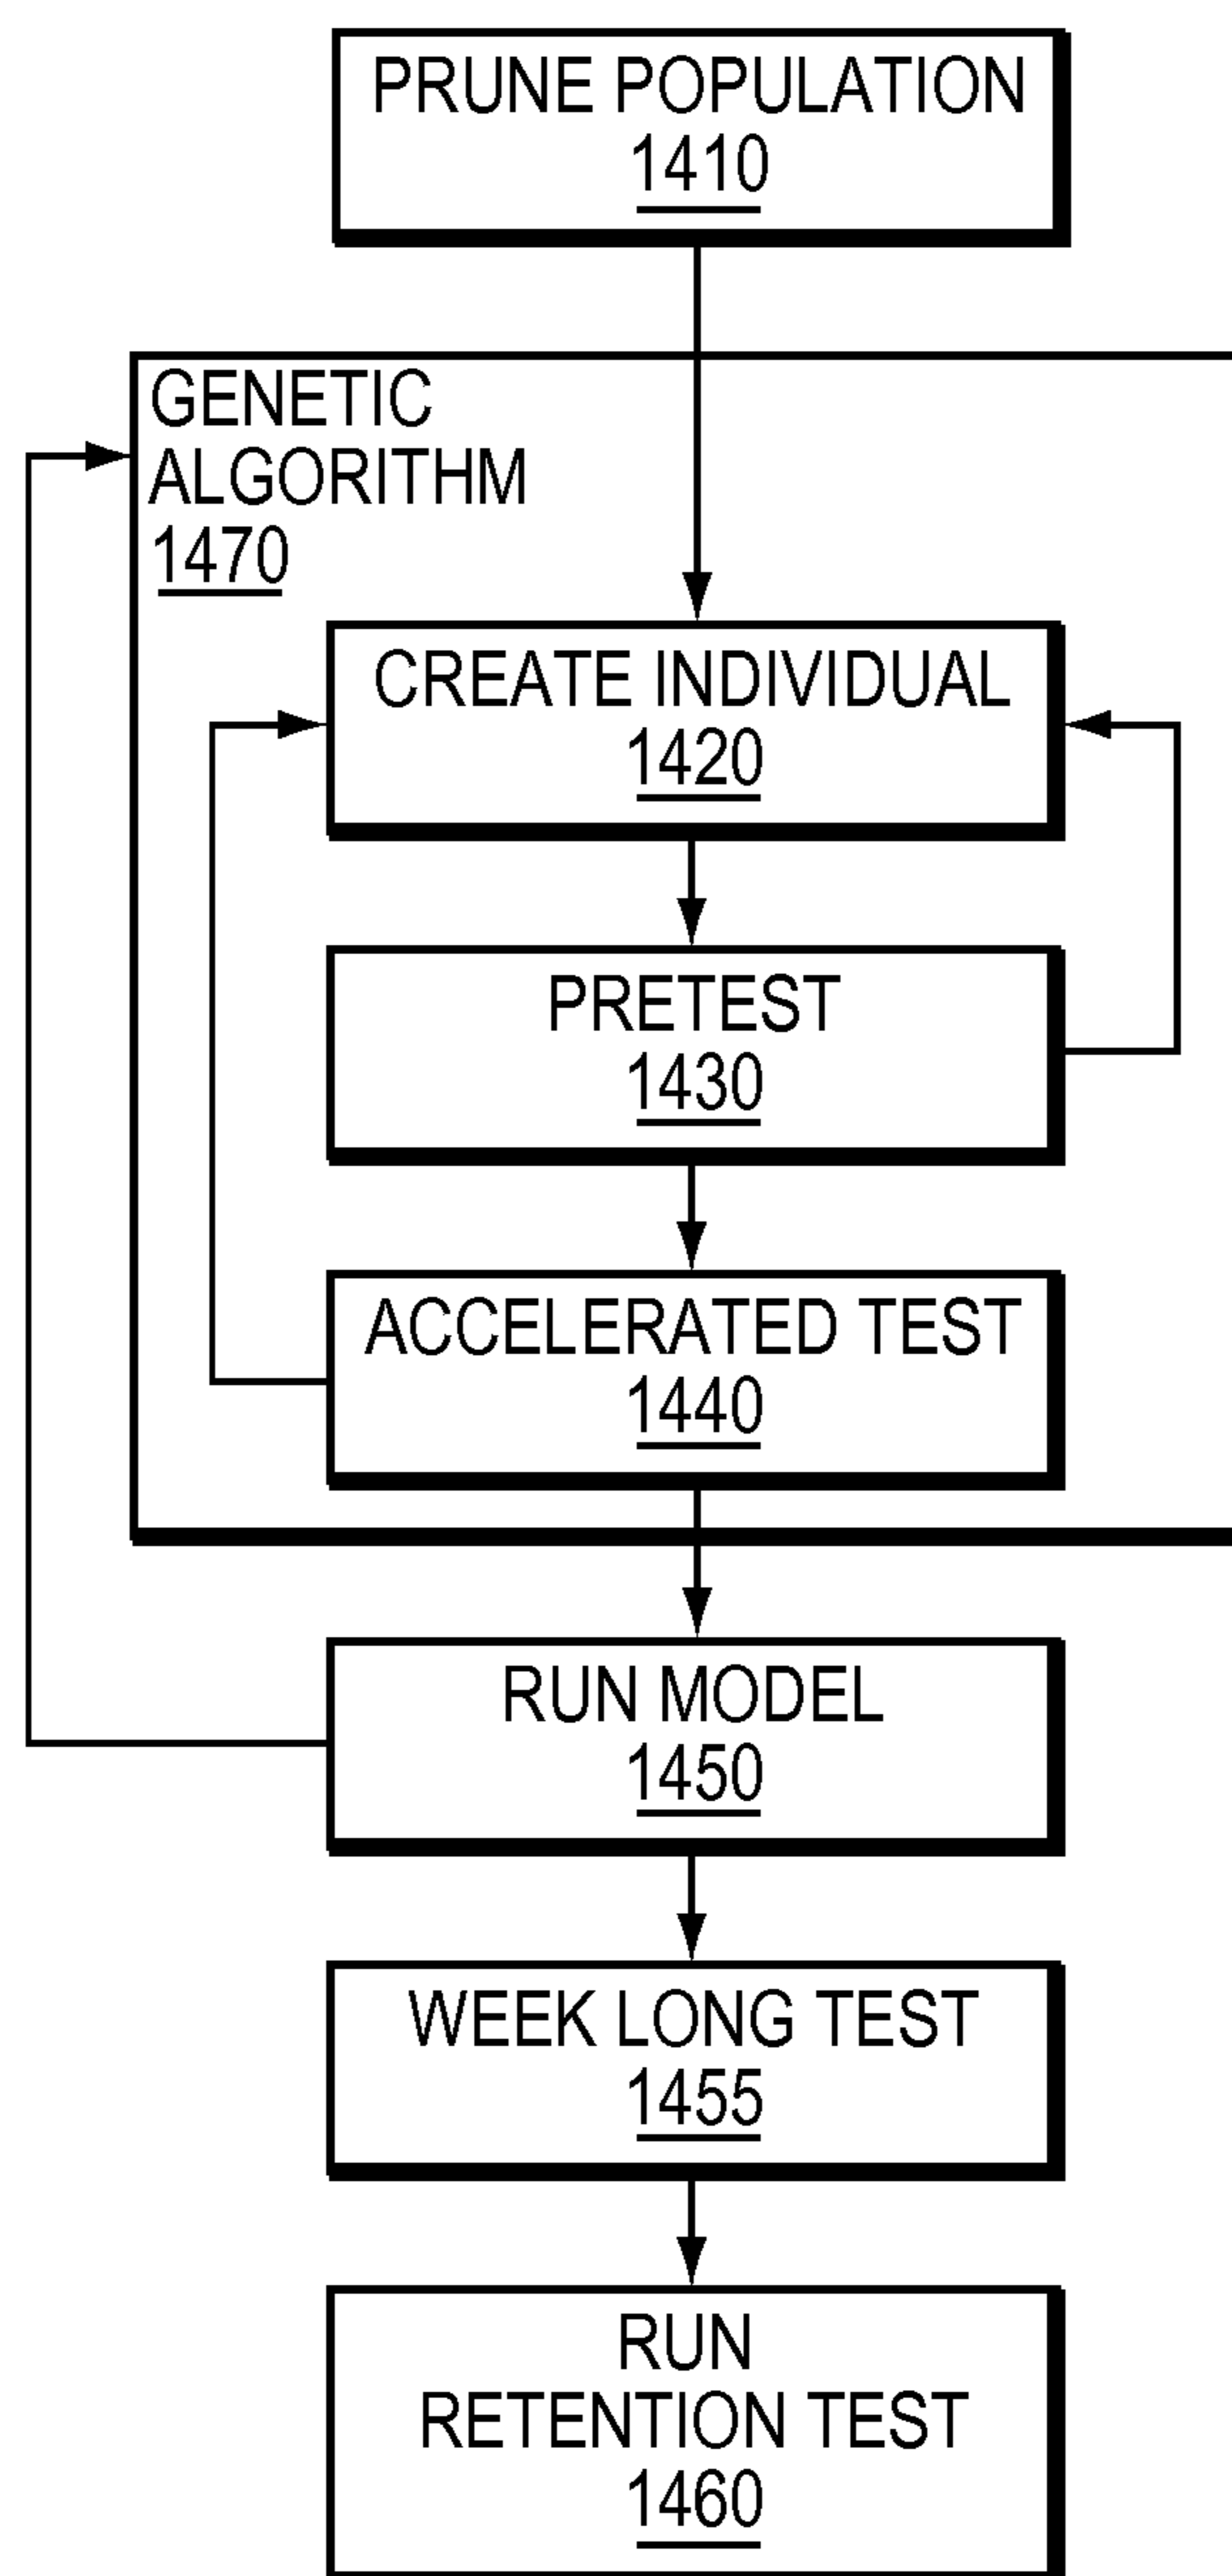 PRUNE POPULATION
1410
GENETIC
ALGORITHM
1470
CREATE INDIVIDUAL
1420
PRETEST
1430
ACCELERATED TEST
1440
RUN MODEL
1450
WEEK LONG TEST
1455
RUN
RETENTION TEST
1460